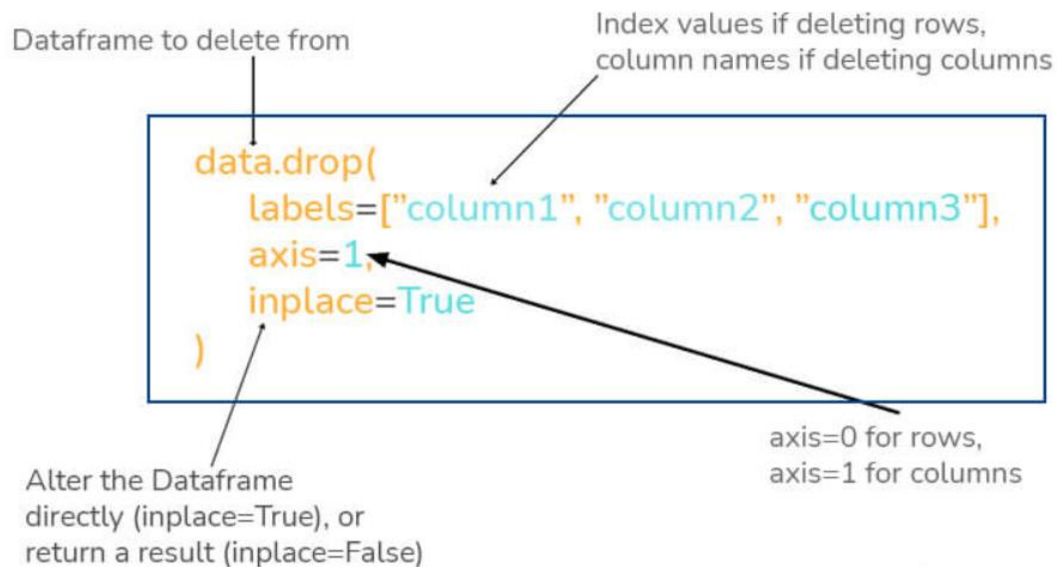 Dataframe to delete from
Index values if deleting rows,
column names if deleting columns
data.drop(
labels=[”column1”, ”column2”, ”column3”],
axis=1,
inplace=True
)
axis=0 for rows,
axis=1 for columns
Alter the Dataframe
directly (inplace=True), or
return a result (inplace=False)